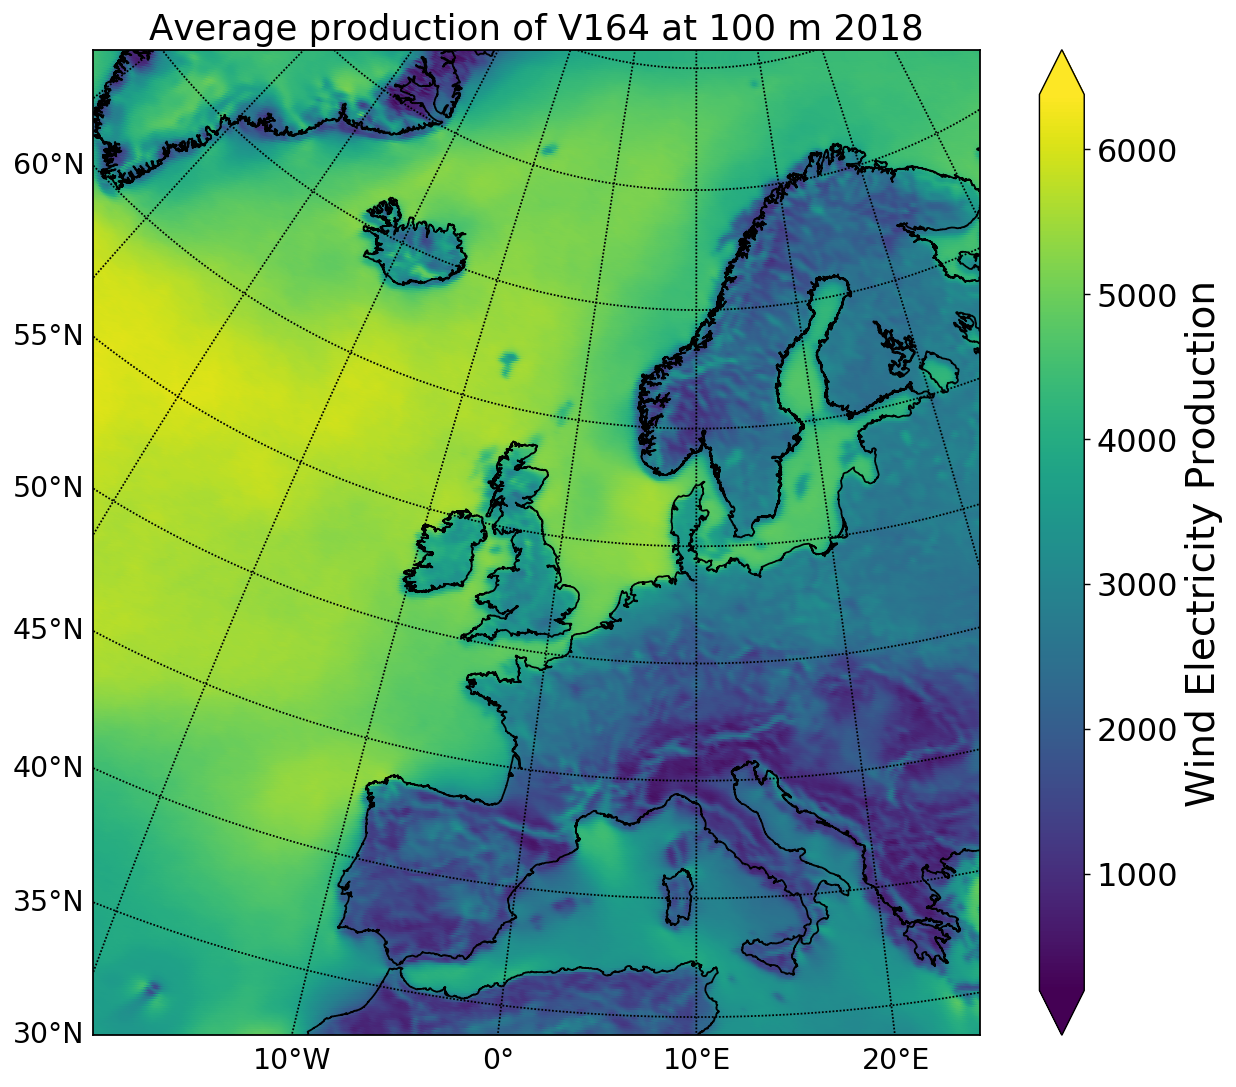 Average production of V164 at 100 m 2018
60°N
55°N
50°N
45°N
40°N
35°N
30°N
10°W
0°
10°E
20°E
6000
5000
4000
3000
2000
1000
Wind Electricity Production